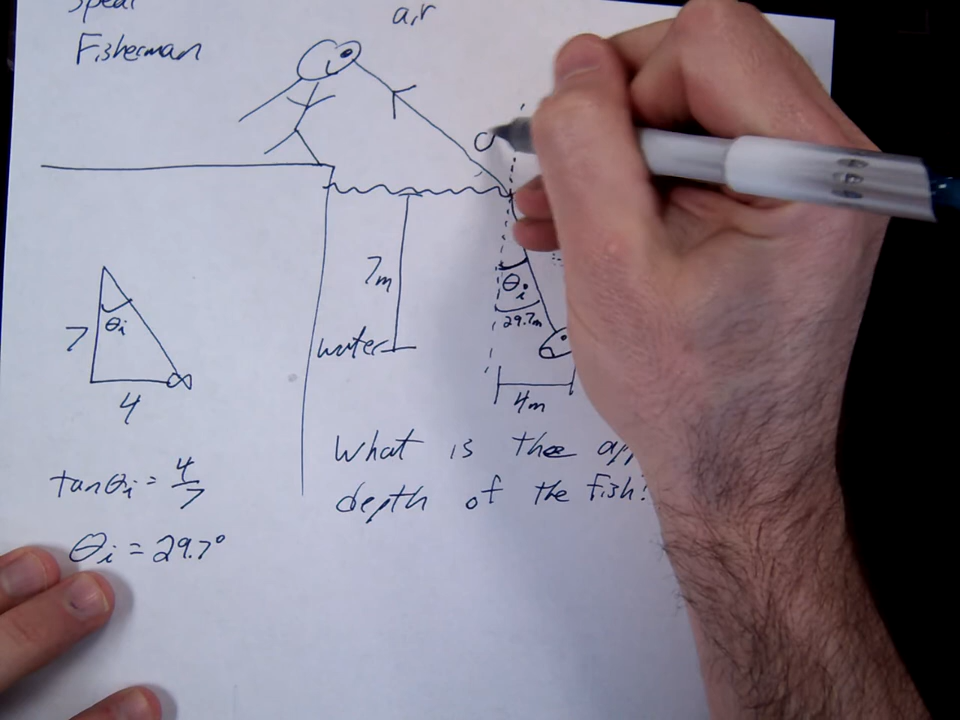 Spear
air
Fisherman
7m
θi
θi
29.7m
7
water
4
4m
What is the
depth of the fish?
tanθi = 4/7
θi = 29.7°